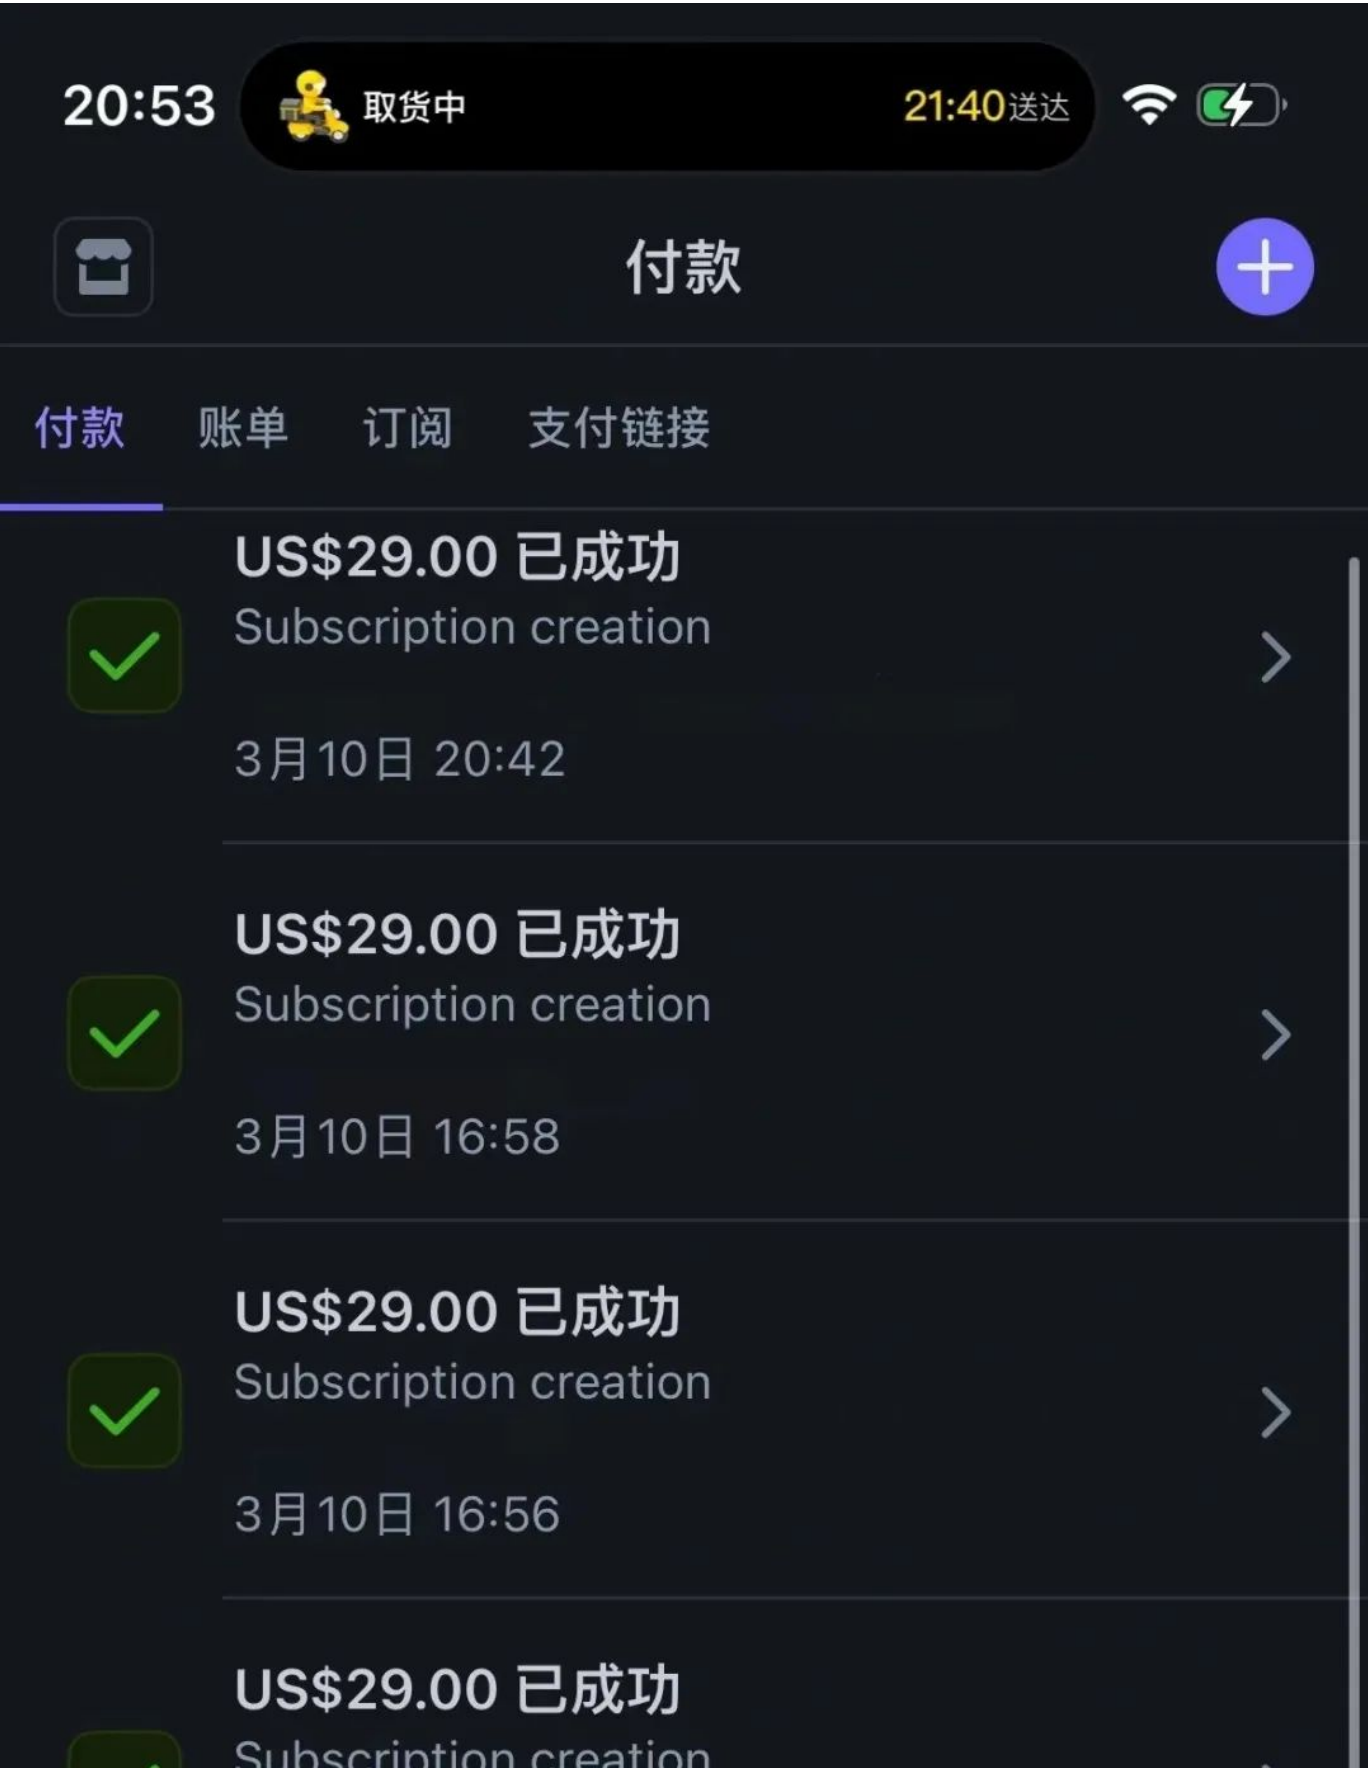 20:53
取货中
21:40送达
付款
付款 账单 订阅 支付链接
US$29.00 已成功
Subscription creation
3月10日 20:42
US$29.00 已成功
Subscription creation
3月10日 16:58
US$29.00 已成功
Subscription creation
3月10日 16:56
US$29.00 已成功
Subscription creation